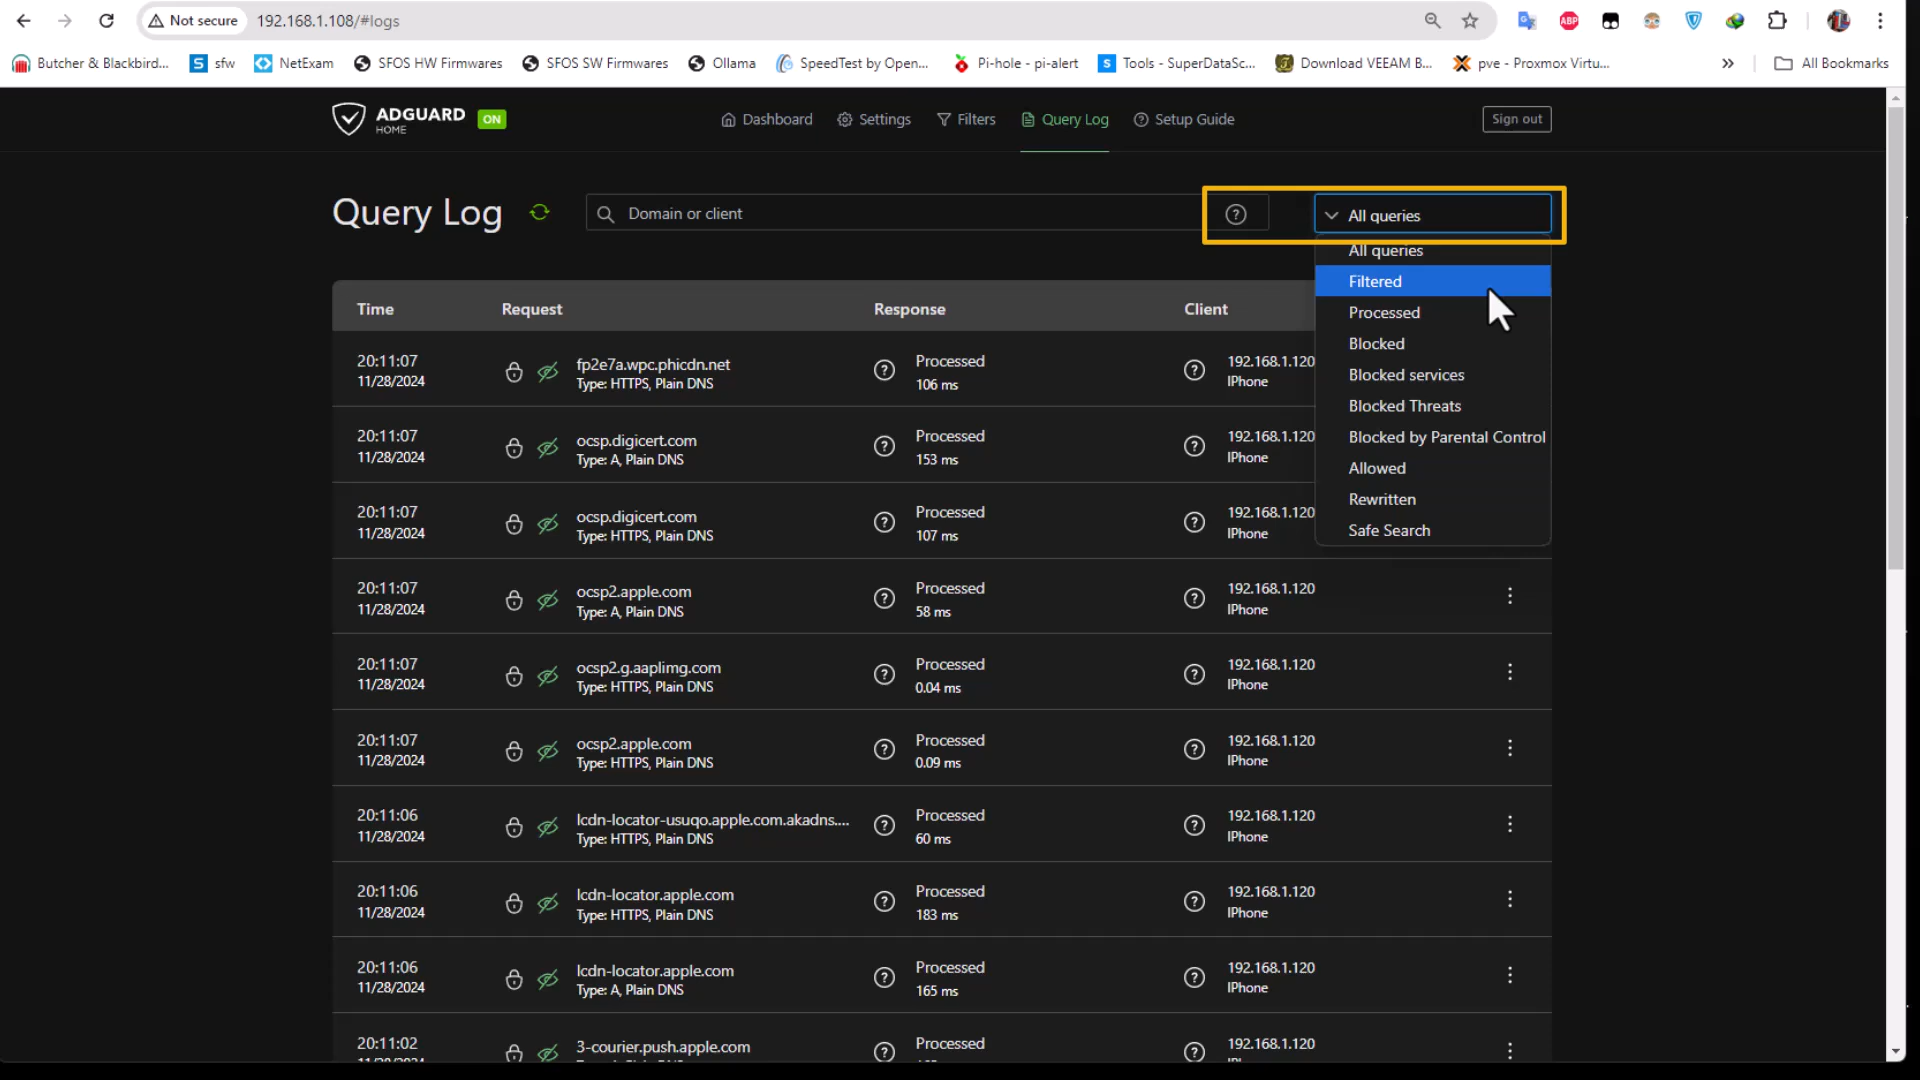 Not secure
192.168.1.108/#logs
ABP
Butcher & Blackbird...
S
sfw
NetExam
SFOS HW Firmwares
SFOS SW Firmwares
Ollama
SpeedTest by Open...
Pi-hole - pi-alert
S
Tools - SuperDataSc...
Download VEEAM B...
pve - Proxmox Virtu...
All Bookmarks
ADGUARD
HOME
ON
Dashboard
Settings
Filters
Query Log
Setup Guide
Sign out
Query Log
Domain or client
All queries
All queries
Filtered
Processed
Blocked
Blocked services
Blocked Threats
Blocked by Parental Control
Allowed
Rewritten
Safe Search
Time Request Response Client
20:11:07 fp2e7a.wpc.phicdn.net Processed 192.168.1.120
11/28/2024 Type: HTTPS, Plain DNS 106 ms IPhone
20:11:07 ocsp.digicert.com Processed 192.168.1.120
11/28/2024 Type: A, Plain DNS 153 ms IPhone
20:11:07 ocsp.digicert.com Processed 192.168.1.120
11/28/2024 Type: HTTPS, Plain DNS 107 ms IPhone
20:11:07 ocsp2.apple.com Processed 192.168.1.120
11/28/2024 Type: A, Plain DNS 58 ms IPhone
20:11:07 ocsp2.g.aaplimg.com Processed 192.168.1.120
11/28/2024 Type: HTTPS, Plain DNS 0.04 ms IPhone
20:11:07 ocsp2.apple.com Processed 192.168.1.120
11/28/2024 Type: HTTPS, Plain DNS 0.09 ms IPhone
20:11:06 lcdn-locator-usuqo.apple.com.akadns.... Processed 192.168.1.120
11/28/2024 Type: HTTPS, Plain DNS 60 ms IPhone
20:11:06 lcdn-locator.apple.com Processed 192.168.1.120
11/28/2024 Type: HTTPS, Plain DNS 183 ms IPhone
20:11:06 lcdn-locator.apple.com Processed 192.168.1.120
11/28/2024 Type: A, Plain DNS 165 ms IPhone
20:11:02 3-courier.push.apple.com Processed 192.168.1.120